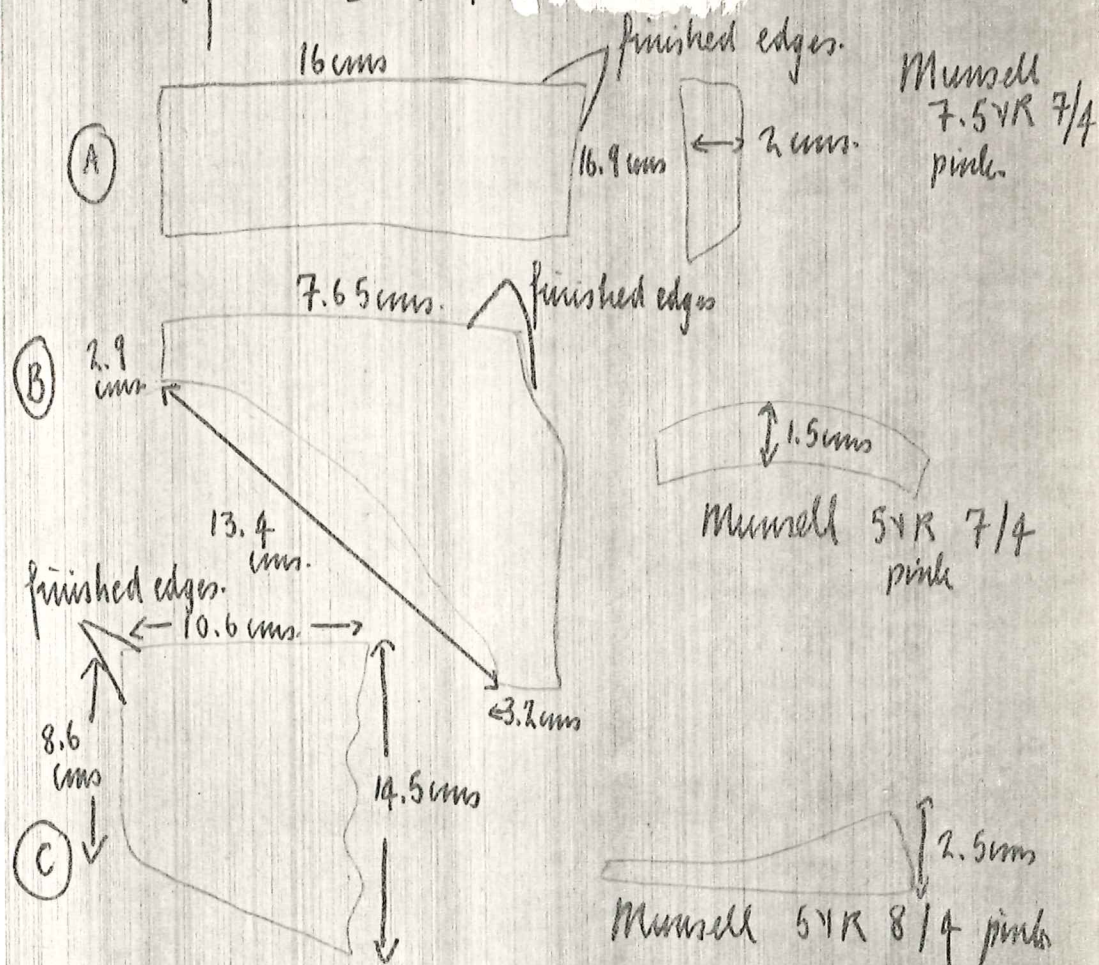 16 cms
finished edges.
Munsell
7.5YR 7/4
pink.
A
16.9 cms
2 cms.
7.65 cms.
finished edges
2.9
cms.
B
1.5 cms
Munsell 5YR 7/4
pink
13.4
cms.
finished edges.
10.6 cms.
3.2 cms
8.6
cms
14.5 cms
C
2.5 cms
Munsell 5YR 8/4 pink